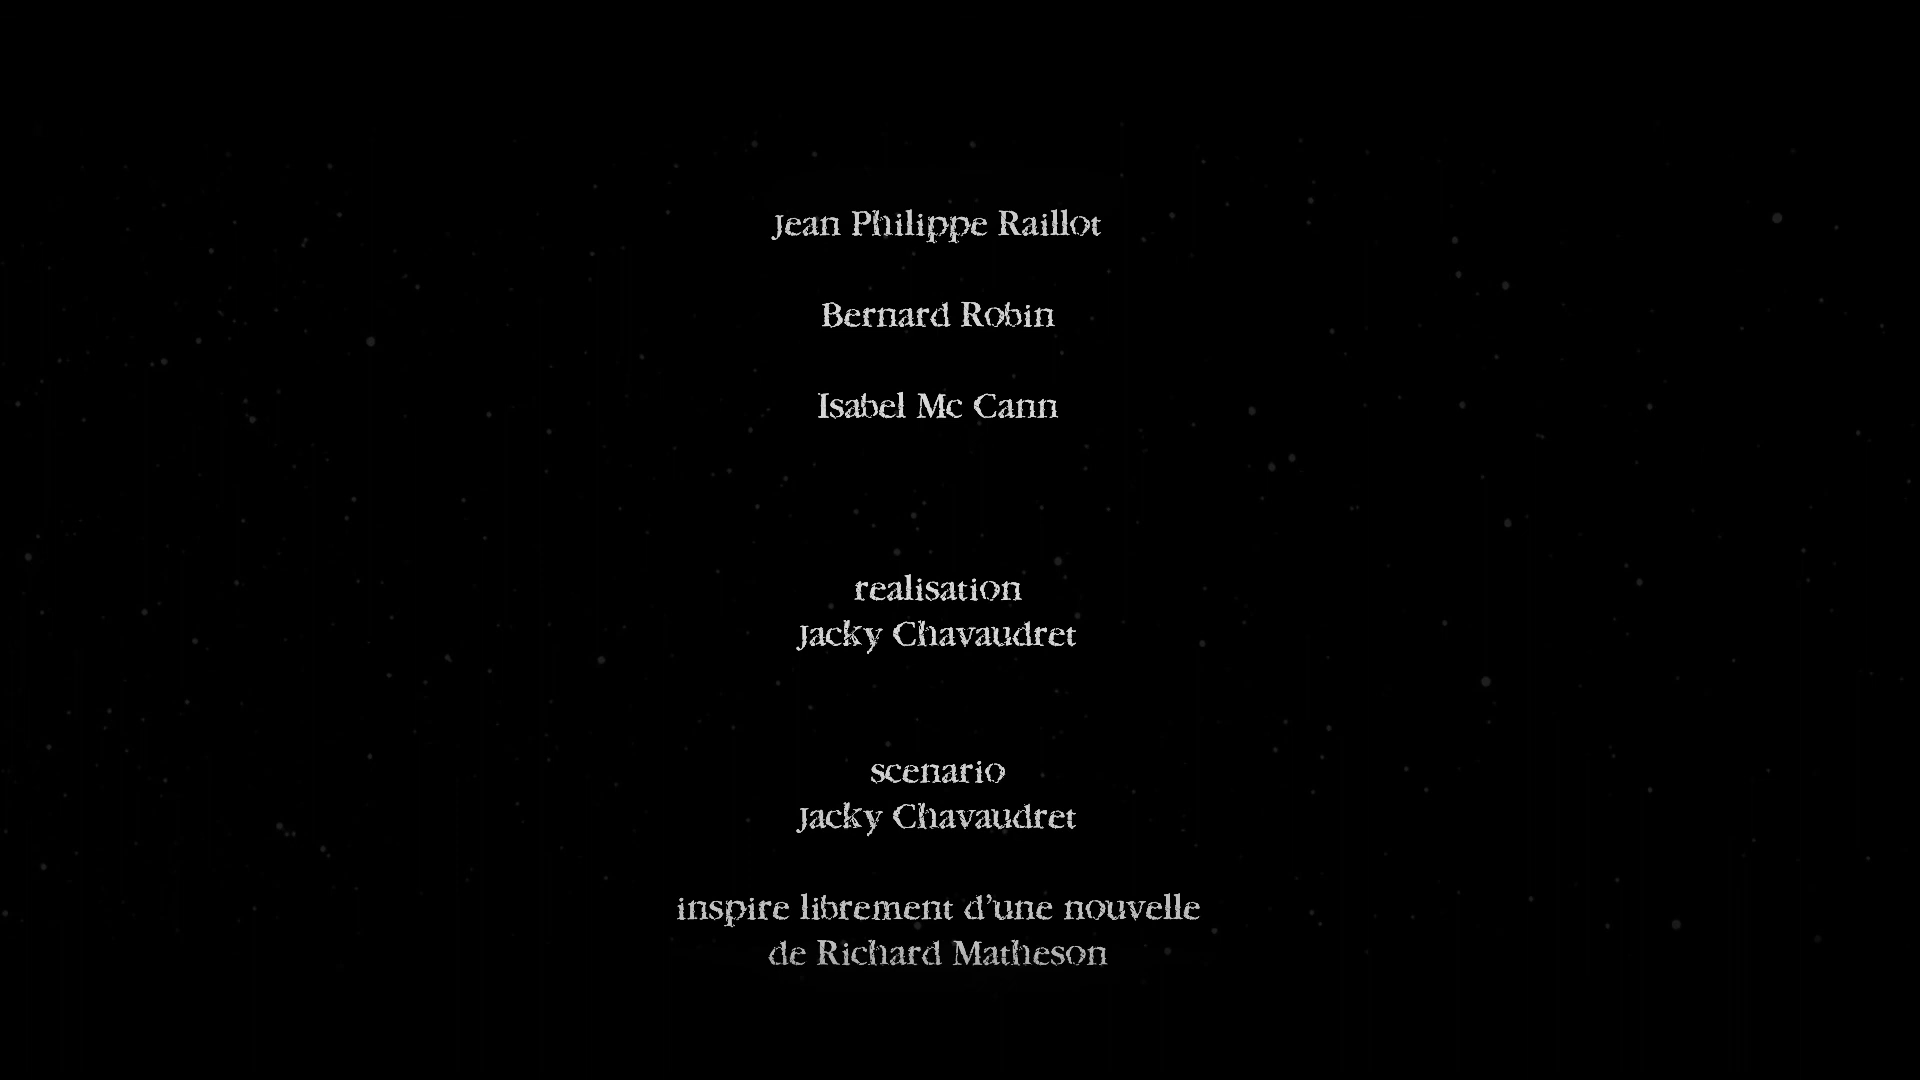 Jean Philippe Raillot
Bernard Robin
Isabel Mc Cann
realisation
Jacky Chavaudret
scenario
Jacky Chavaudret
inspire librement d'une nouvelle
de Richard Matheson